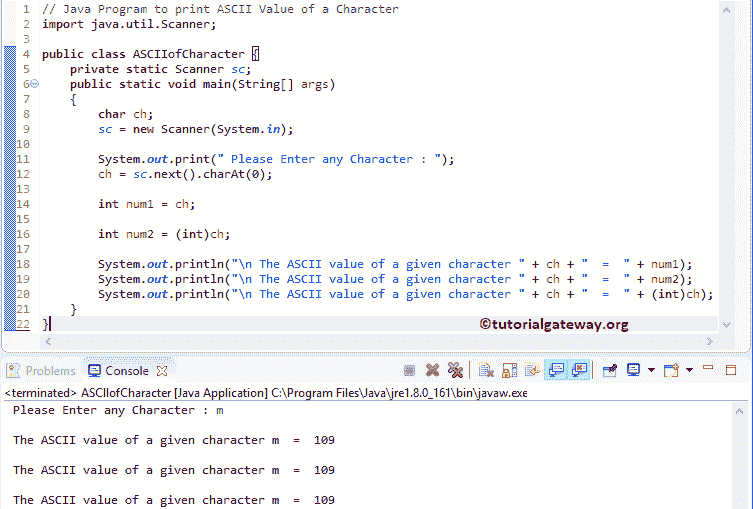 1 // Java Program to print ASCII Value of a Character
2 import java.util.Scanner;
3
4 public class ASCIIofCharacter {
5     private static Scanner sc;
6     public static void main(String[] args)
7     {
8         char ch;
9         sc = new Scanner(System.in);
10
11         System.out.print(" Please Enter any Character : ");
12         ch = sc.next().charAt(0);
13
14         int num1 = ch;
15
16         int num2 = (int)ch;
17
18         System.out.println("\n The ASCII value of a given character " + ch + "  =  " + num1);
19         System.out.println("\n The ASCII value of a given character " + ch + "  =  " + num2);
20         System.out.println("\n The ASCII value of a given character " + ch + "  =  " + (int)ch);
21     }
©tutorialgateway.org
22 }
Problems Console
<terminated> ASCIIofCharacter [Java Application] C:\Program Files\Java\jre1.8.0_161\bin\javaw.exe
Please Enter any Character : m
The ASCII value of a given character m  =  109
The ASCII value of a given character m  =  109
The ASCII value of a given character m  =  109